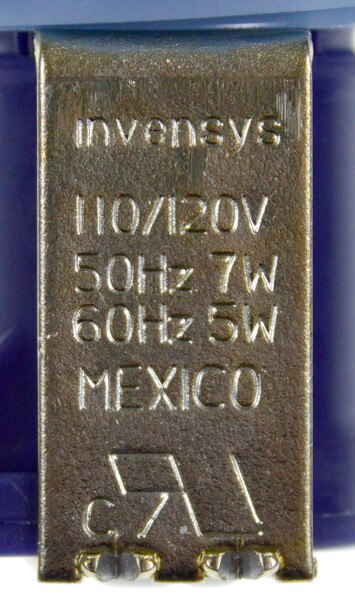 invensys
110/120V
50Hz 7W
60Hz 5W
MEXICO